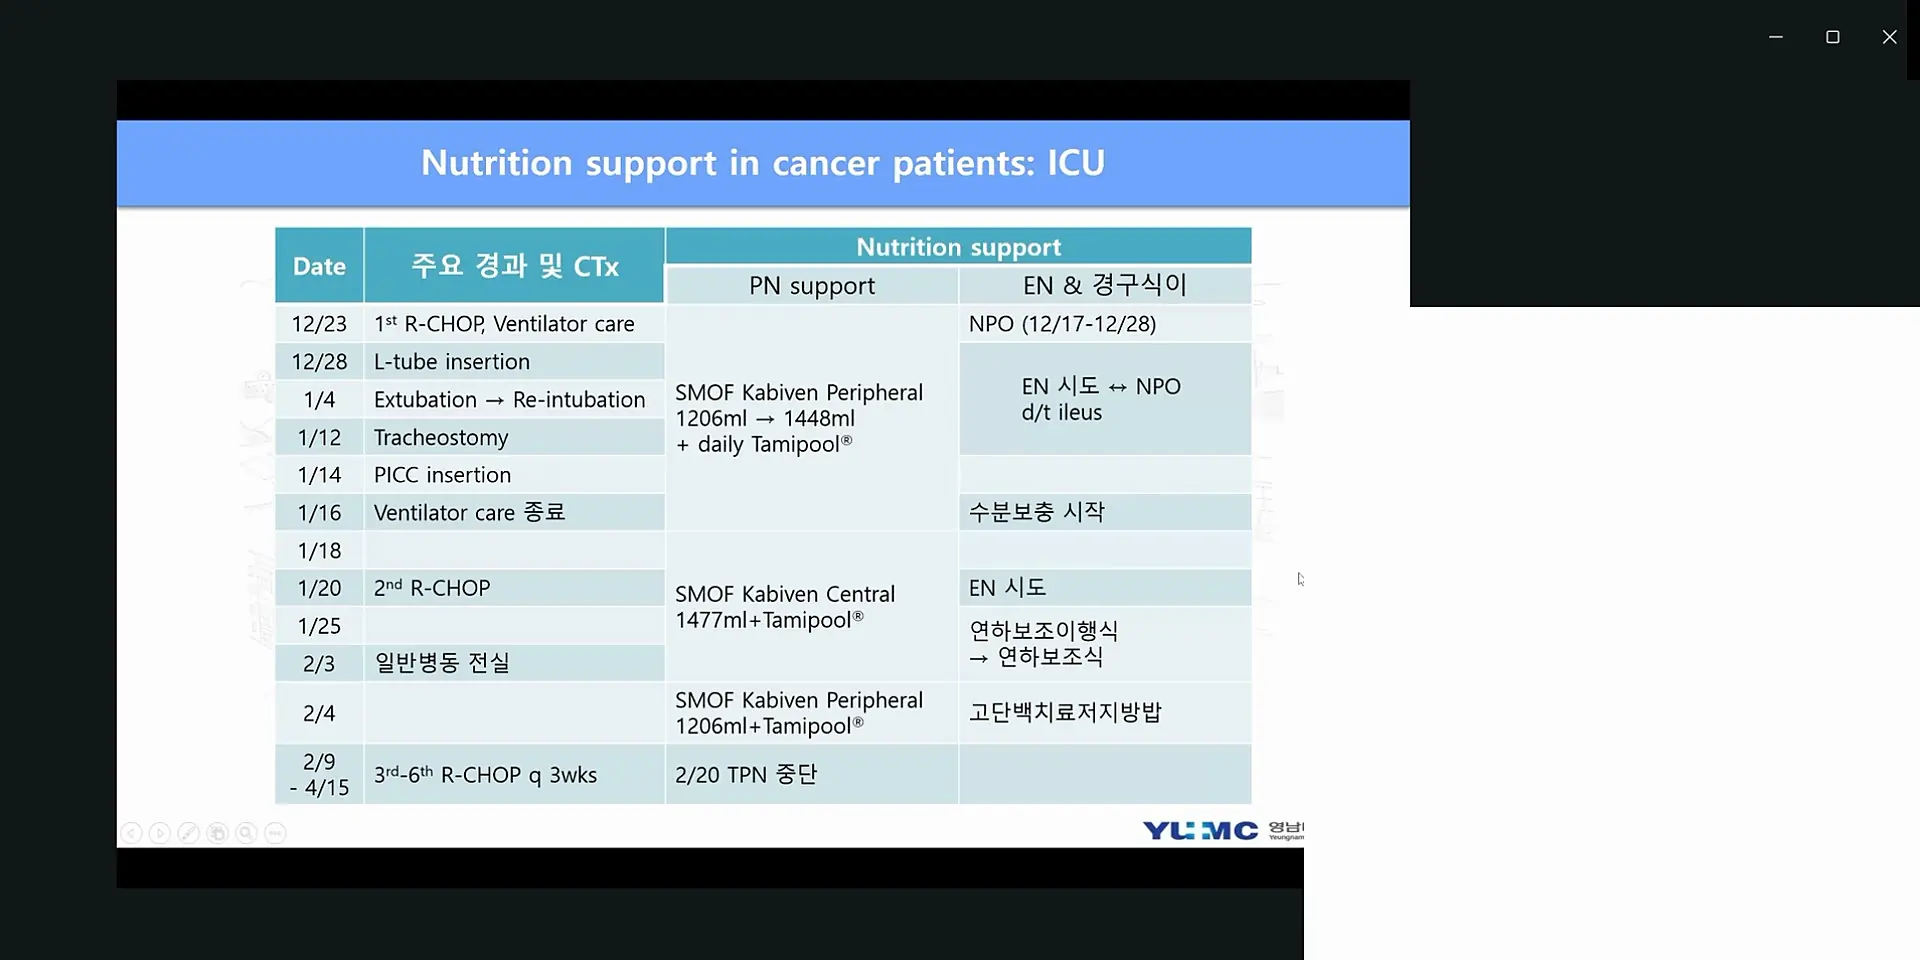 Nutrition support in cancer patients: ICU
Date
주요 경과 및 CTx
Nutrition support
PN support
EN & 경구식이
12/23
1st R-CHOP, Ventilator care
NPO (12/17-12/28)
12/28
L-tube insertion
1/4
Extubation → Re-intubation
1/12
Tracheostomy
1/14
PICC insertion
1/16
Ventilator care 종료
SMOF Kabiven Peripheral
1206ml → 1448ml
+ daily Tamipool®
EN 시도 ↔ NPO
d/t ileus
수분보충 시작
1/18
1/20
2nd R-CHOP
1/25
2/3
일반병동 전실
SMOF Kabiven Central
1477ml+Tamipool®
EN 시도
연하보조이행식
→ 연하보조식
2/4
SMOF Kabiven Peripheral
1206ml+Tamipool®
고단백치료저지방밥
2/9
- 4/15
3rd-6th R-CHOP q 3wks
2/20 TPN 중단
YUMC
영남
Yeungnam